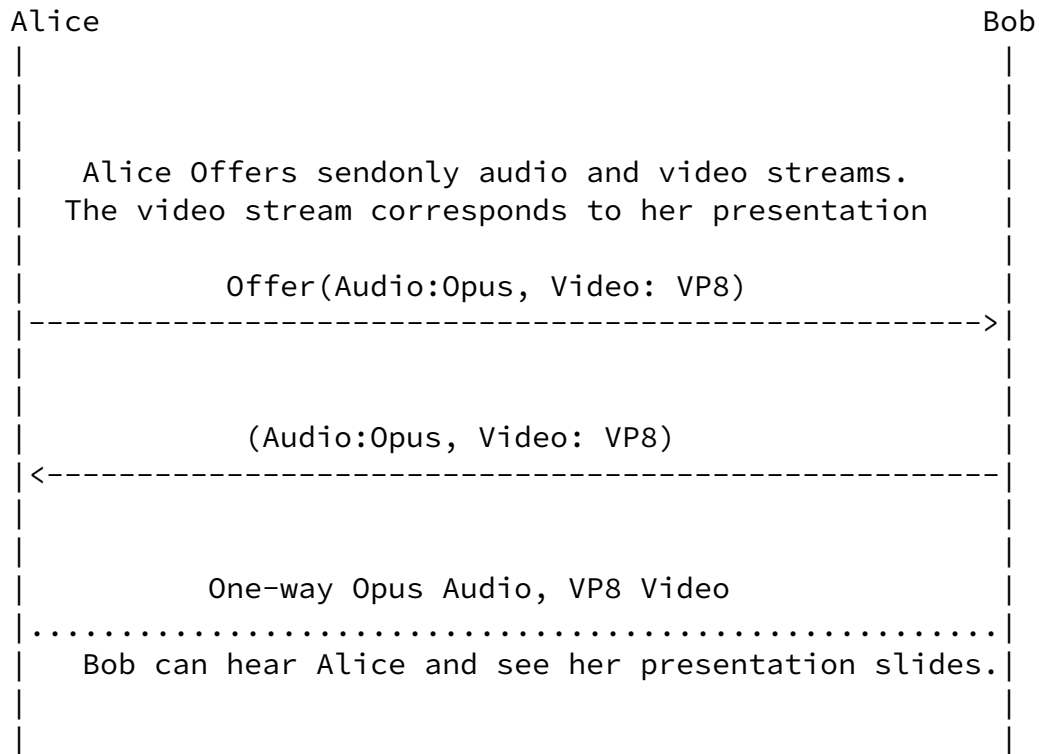 Alice Bob
Alice Offers sendonly audio and video streams.
The video stream corresponds to her presentation
Offer(Audio:Opus, Video: VP8)
(Audio:Opus, Video: VP8)
One-way Opus Audio, VP8 Video
Bob can hear Alice and see her presentation slides.